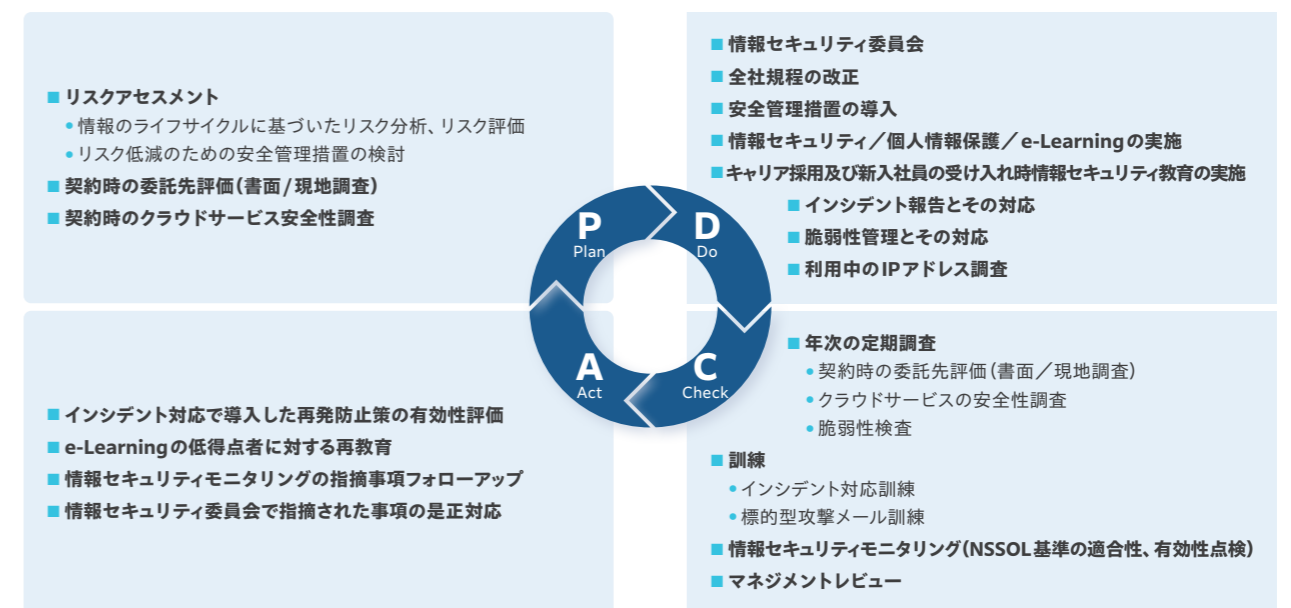 ■ リスクアセスメント
• 情報のライフサイクルに基づいたリスク分析、リスク評価
• リスク低減のための安全管理措置の検討
■ 契約時の委託先評価（書面/現地調査）
■ 契約時のクラウドサービス安全性調査
■ 情報セキュリティ委員会
■ 全社規程の改正
■ 安全管理措置の導入
■ 情報セキュリティ／個人情報保護／e-Learningの実施
■ キャリア採用及び新入社員の受け入れ時情報セキュリティ教育の実施
■ インシデント報告とその対応
■ 脆弱性管理とその対応
■ 利用中のIPアドレス調査
P
Plan
D
Do
A
Act
C
Check
■ インシデント対応で導入した再発防止策の有効性評価
■ e-Learningの低得点者に対する再教育
■ 情報セキュリティモニタリングの指摘事項フォローアップ
■ 情報セキュリティ委員会で指摘された事項の是正対応
■ 年次の定期調査
• 契約時の委託先評価（書面／現地調査）
• クラウドサービスの安全性調査
• 脆弱性検査
■ 訓練
• インシデント対応訓練
• 標的型攻撃メール訓練
■ 情報セキュリティモニタリング（NSSOL基準の適合性、有効性点検）
■ マネジメントレビュー